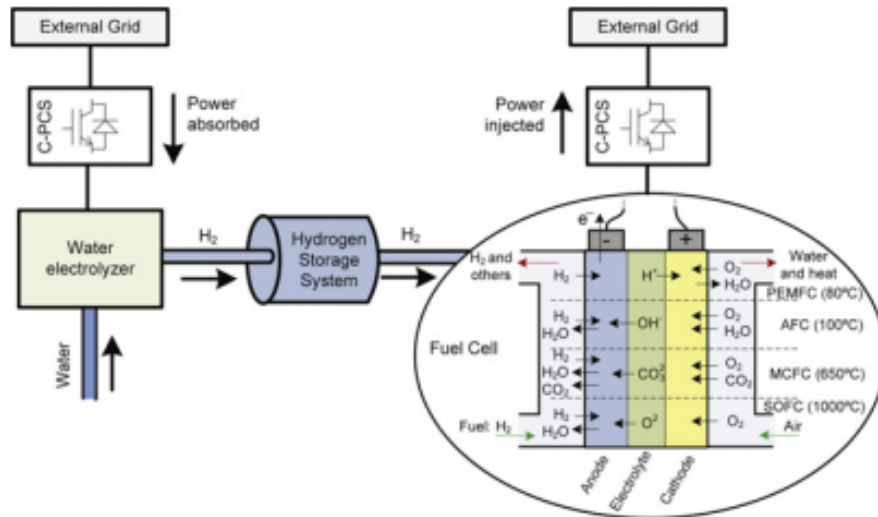 External Grid
External Grid
C-PCS
Power
absorbed
Power
injected
C-PCS
Water
electrolyzer
H₂
Hydrogen
Storage
System
H₂
Water
Fuel Cell
e⁻
-
+
H₂ and
others
H₂
H⁺
O₂
H₂O
Water
and heat
PEMFC (80ºC)
H₂
H₂O
OH⁻
O₂
H₂O
AFC (100ºC)
H₂
H₂O
CO₂
CO₃²⁻
O₂
CO₂
MCFC (650ºC)
SOFC (1000ºC)
Fuel: H₂
H₂
H₂O
O²
O₂
Air
Anode
Electrolyte
Cathode